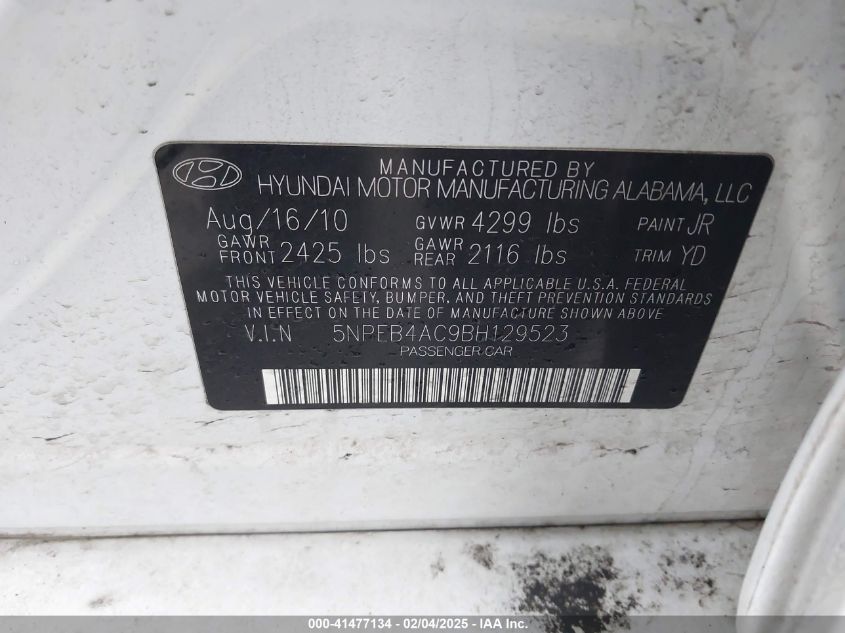 MANUFACTURED BY
HYUNDAI MOTOR MANUFACTURING ALABAMA, LLC
Aug/16/10 GVWR 4299 lbs PAINT JR
GAWR FRONT 2425 lbs GAWR REAR 2116 lbs TRIM YD
THIS VEHICLE CONFORMS TO ALL APPLICABLE U.S.A. FEDERAL
MOTOR VEHICLE SAFETY, BUMPER, AND THEFT PREVENTION STANDARDS
IN EFFECT ON THE DATE OF MANUFACTURE SHOWN ABOVE
V.I.N 5NPEB4AC9BH129523
PASSENGER CAR
000-41477134 - 02/04/2025 - IAA Inc.